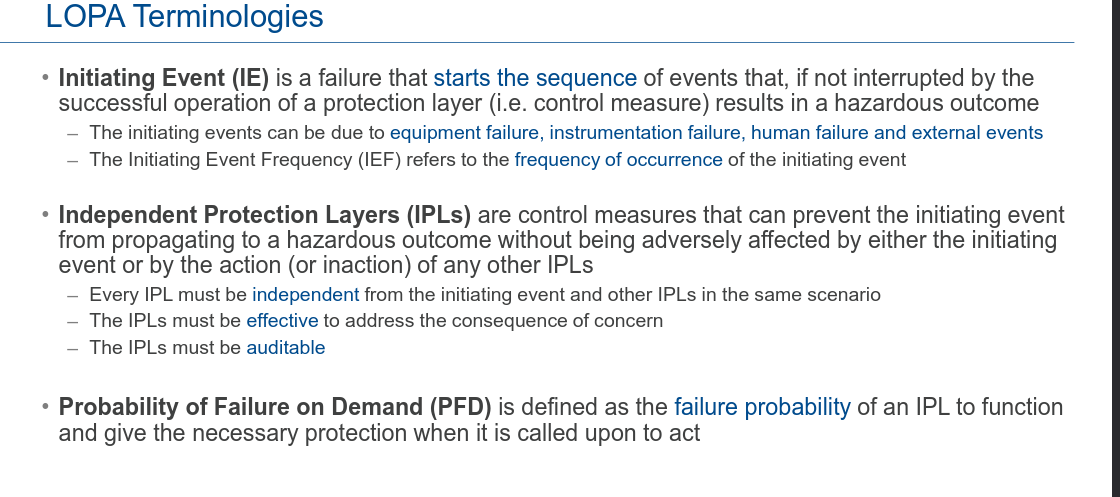 LOPA Terminologies
• Initiating Event (IE) is a failure that starts the sequence of events that, if not interrupted by the
successful operation of a protection layer (i.e. control measure) results in a hazardous outcome
– The initiating events can be due to equipment failure, instrumentation failure, human failure and external events
– The Initiating Event Frequency (IEF) refers to the frequency of occurrence of the initiating event
• Independent Protection Layers (IPLs) are control measures that can prevent the initiating event
from propagating to a hazardous outcome without being adversely affected by either the initiating
event or by the action (or inaction) of any other IPLs
– Every IPL must be independent from the initiating event and other IPLs in the same scenario
– The IPLs must be effective to address the consequence of concern
– The IPLs must be auditable
• Probability of Failure on Demand (PFD) is defined as the failure probability of an IPL to function
and give the necessary protection when it is called upon to act